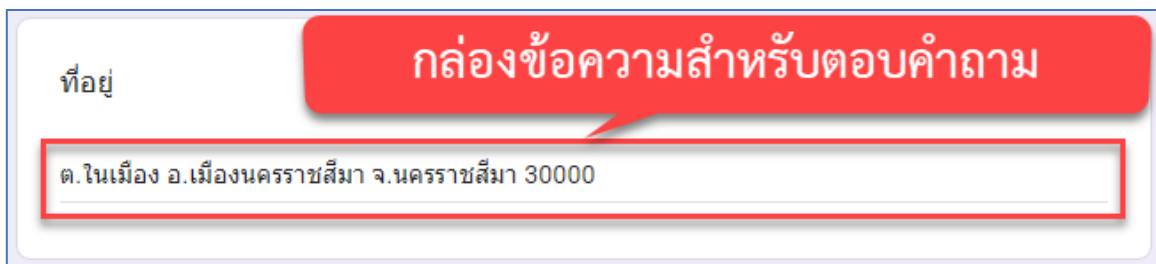 กล่องข้อความสำหรับตอบคำถาม
ที่อยู่
ต.ในเมือง อ.เมืองนครราชสีมา จ.นครราชสีมา 30000